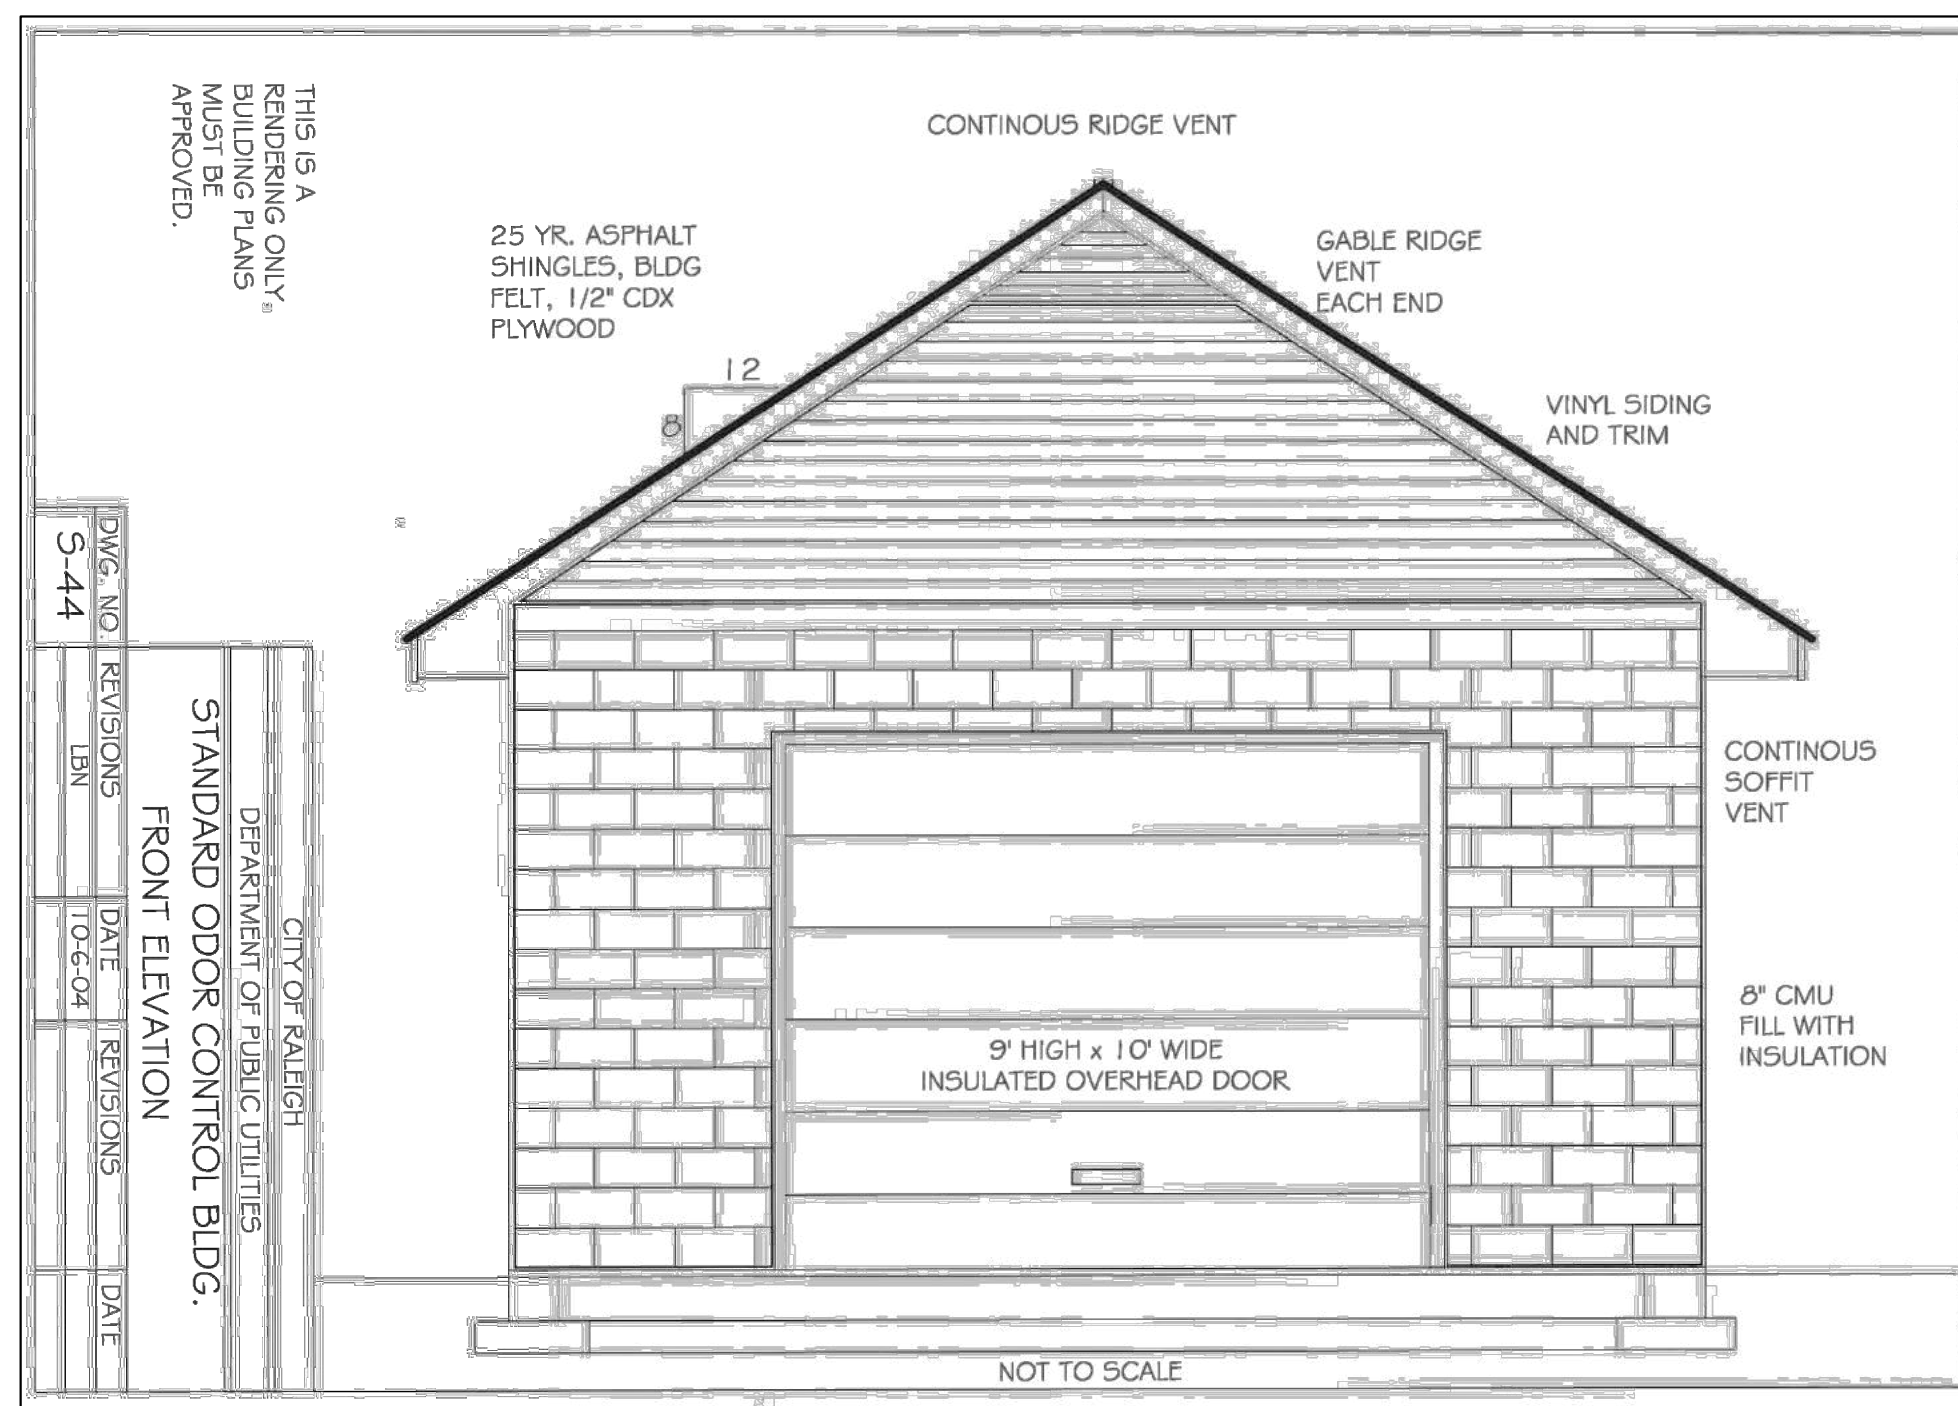 CONTINOUS RIDGE VENT
25 YR. ASPHALT
SHINGLES, BLDG
FELT, 1/2" CDX
PLYWOOD
GABLE RIDGE
VENT
EACH END
12
8
VINYL SIDING
AND TRIM
CONTINOUS
SOFFIT
VENT
8" CMU
FILL WITH
INSULATION
9' HIGH x 10' WIDE
INSULATED OVERHEAD DOOR
NOT TO SCALE
THIS IS A
RENDERING ONLY
BUILDING PLANS
MUST BE
APPROVED.
CITY OF RALEIGH
DEPARTMENT OF PUBLIC UTILITIES
STANDARD ODOR CONTROL BLDG.
FRONT ELEVATION
DWG. NO. REVISIONS DATE REVISIONS DATE
S-44 LBN 10-6-04